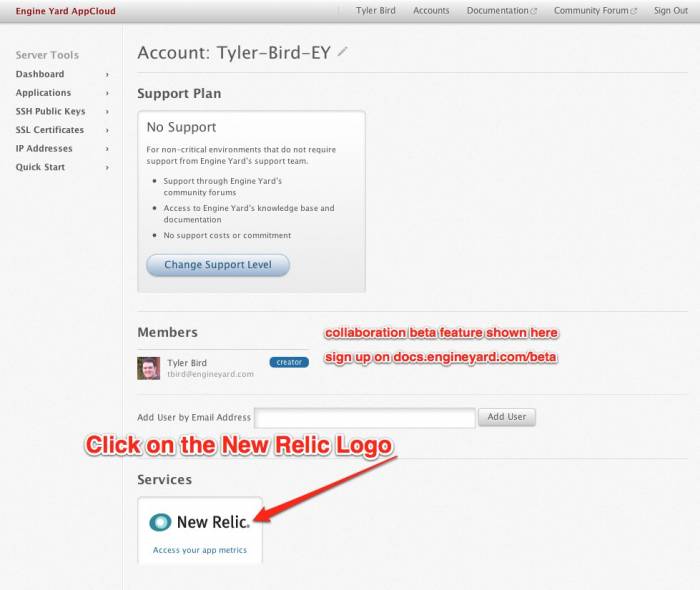 Engine Yard AppCloud
Tyler Bird Accounts Documentation Community Forum Sign Out
Server Tools
Dashboard
Applications
SSH Public Keys
SSL Certificates
IP Addresses
Quick Start
Account: Tyler-Bird-EY
Support Plan
No Support
For non-critical environments that do not require
support from Engine Yard's support team.
• Support through Engine Yard's
community forums
• Access to Engine Yard's knowledge base and
documentation
• No support costs or commitment
Change Support Level
Members
collaboration beta feature shown here
sign up on docs.engineyard.com/beta
Tyler Bird creator
tbird@engineyard.com
Add User by Email Address Add User
Click on the New Relic Logo
Services
New Relic.
Access your app metrics